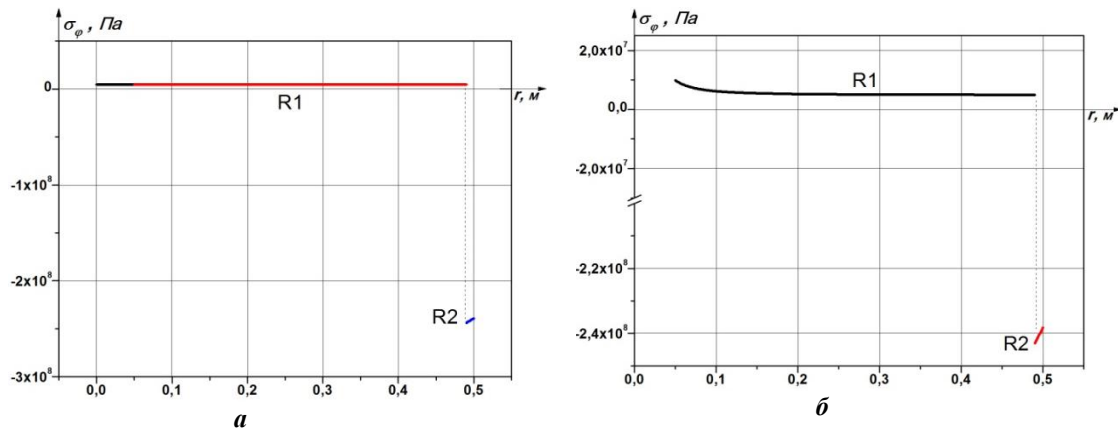 σφ , Па
0
-1x10⁸
-2x10⁸
-3x10⁸
R1
r, м
R2
0,0 0,1 0,2 0,3 0,4 0,5
а
σφ , Па
2,0x10⁷
0,0
-2,0x10⁷
-2,2x10⁸
-2,4x10⁸
R1
r, м
R2
0,0 0,1 0,2 0,3 0,4 0,5
б